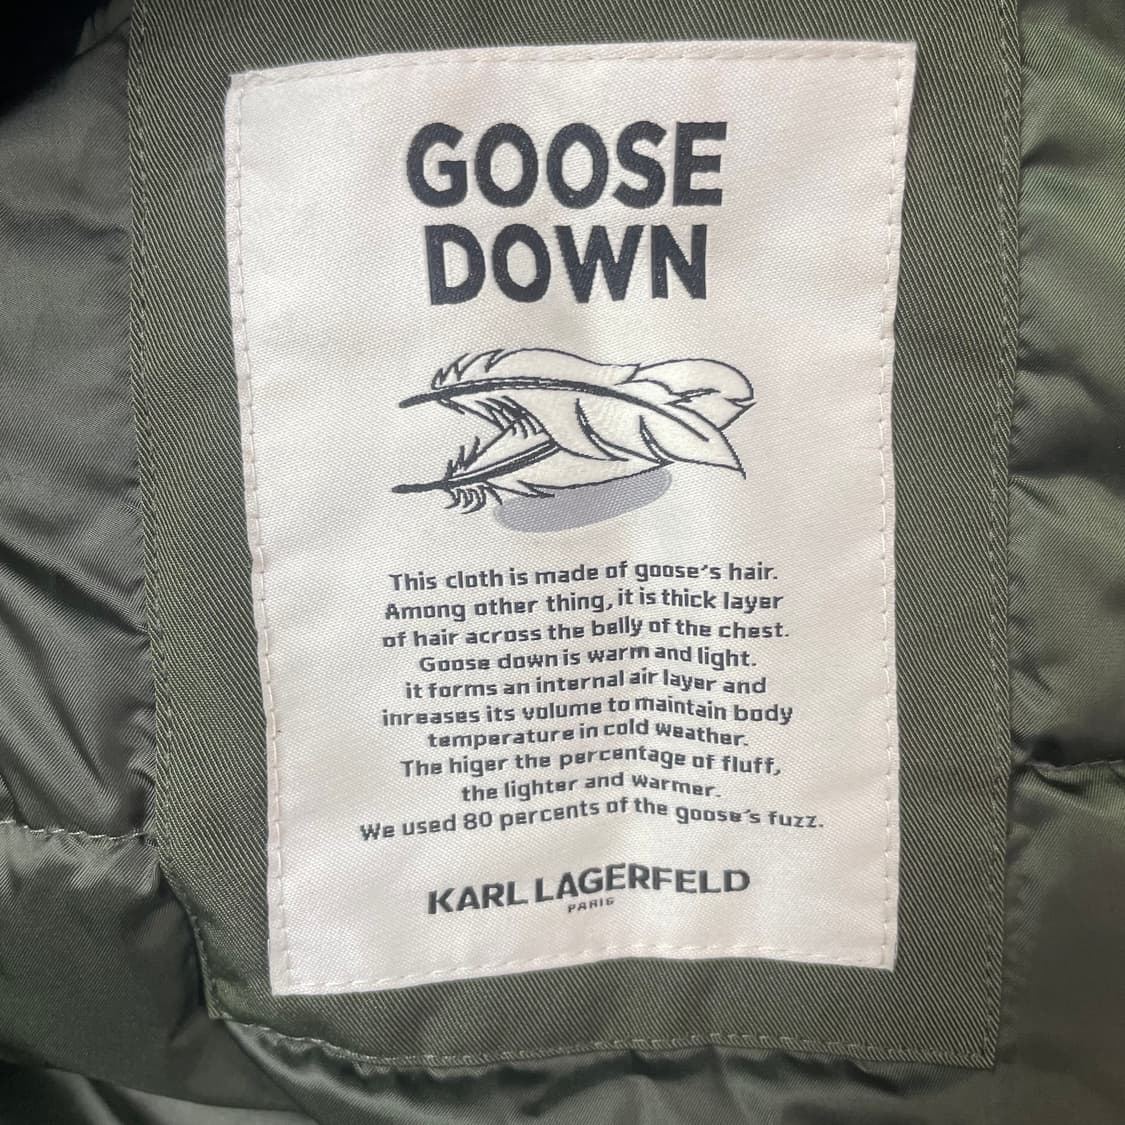 GOOSE
DOWN
This cloth is made of goose's hair.
Among other thing, it is thick layer
of hair across the belly of the chest.
Goose down is warm and light.
it forms an internal air layer and
inreases its volume to maintain body
temperature in cold weather.
The higer the percentage of fluff,
the lighter and warmer.
We used 80 percents of the goose's fuzz.
KARL LAGERFELD
PARIS